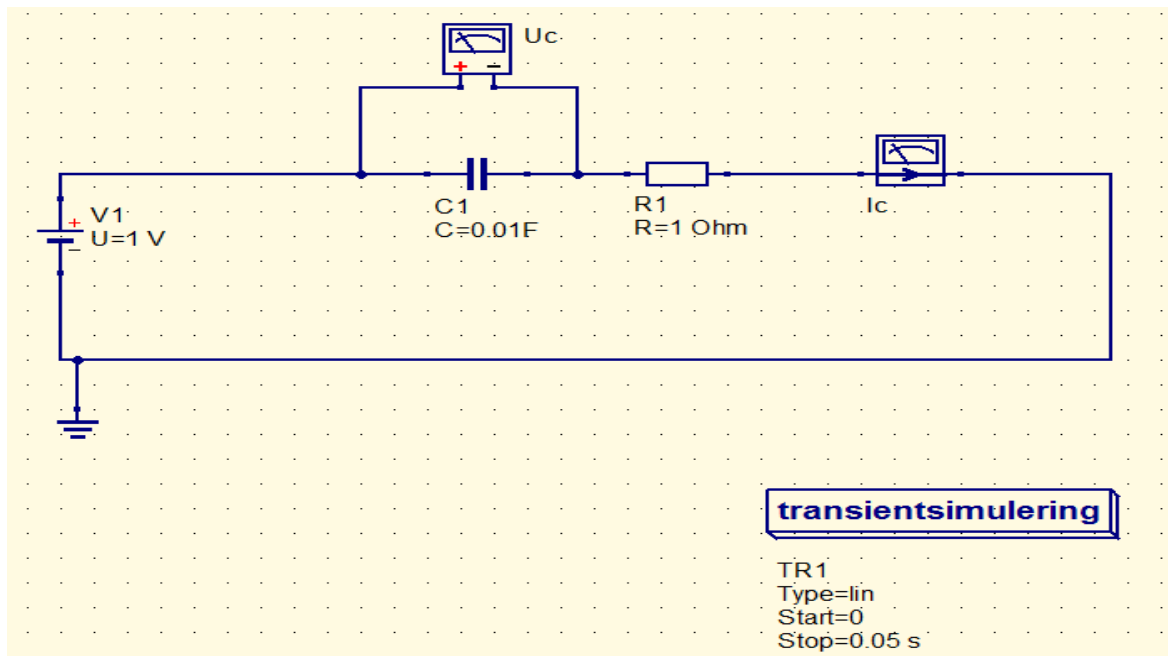 Uc
+ −
C1
C=0.01F
R1
R=1 Ohm
Ic
+
V1
U=1 V
−
transientsimulering
TR1
Type=lin
Start=0
Stop=0.05 s